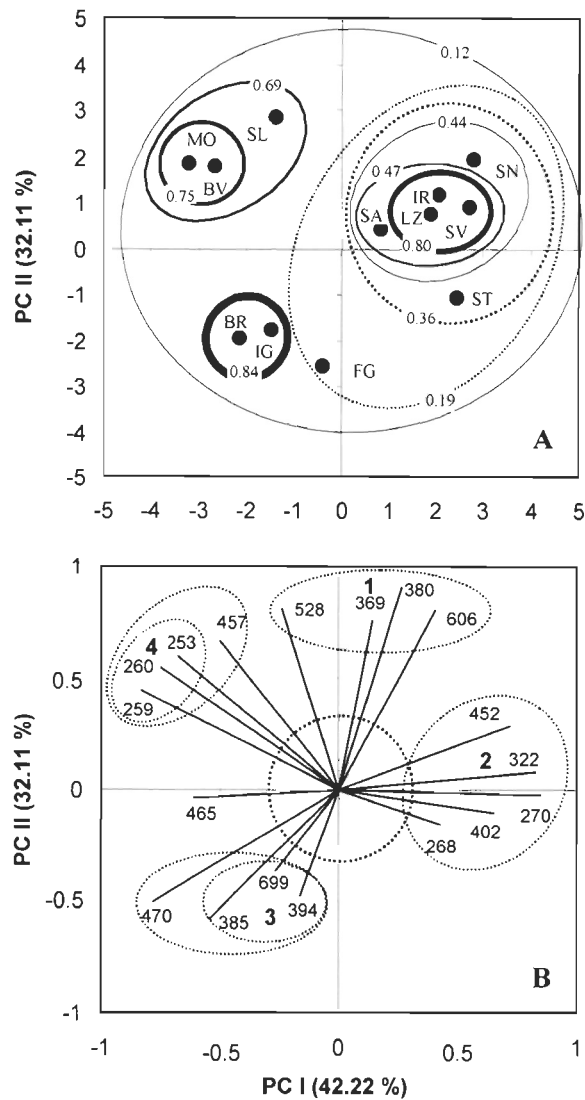 5
4
3
2
1
0
-1
-2
-3
-4
-5
PC II (32.11 %)
0.12
0.69
MO
SL
0.75
BV
0.44
SN
0.47
IR
SA
LZ
SV
0.80
ST
0.36
BR
IG
0.84
FG
0.19
A
-5 -4 -3 -2 -1 0 1 2 3 4 5
1
0.5
0
-0.5
-1
PC II (32.11 %)
1
528
369
380
606
457
4
253
260
259
452
2
322
465
270
402
268
699
470
385
3
394
B
-1 -0.5 0 0.5 1
PC I (42.22 %)